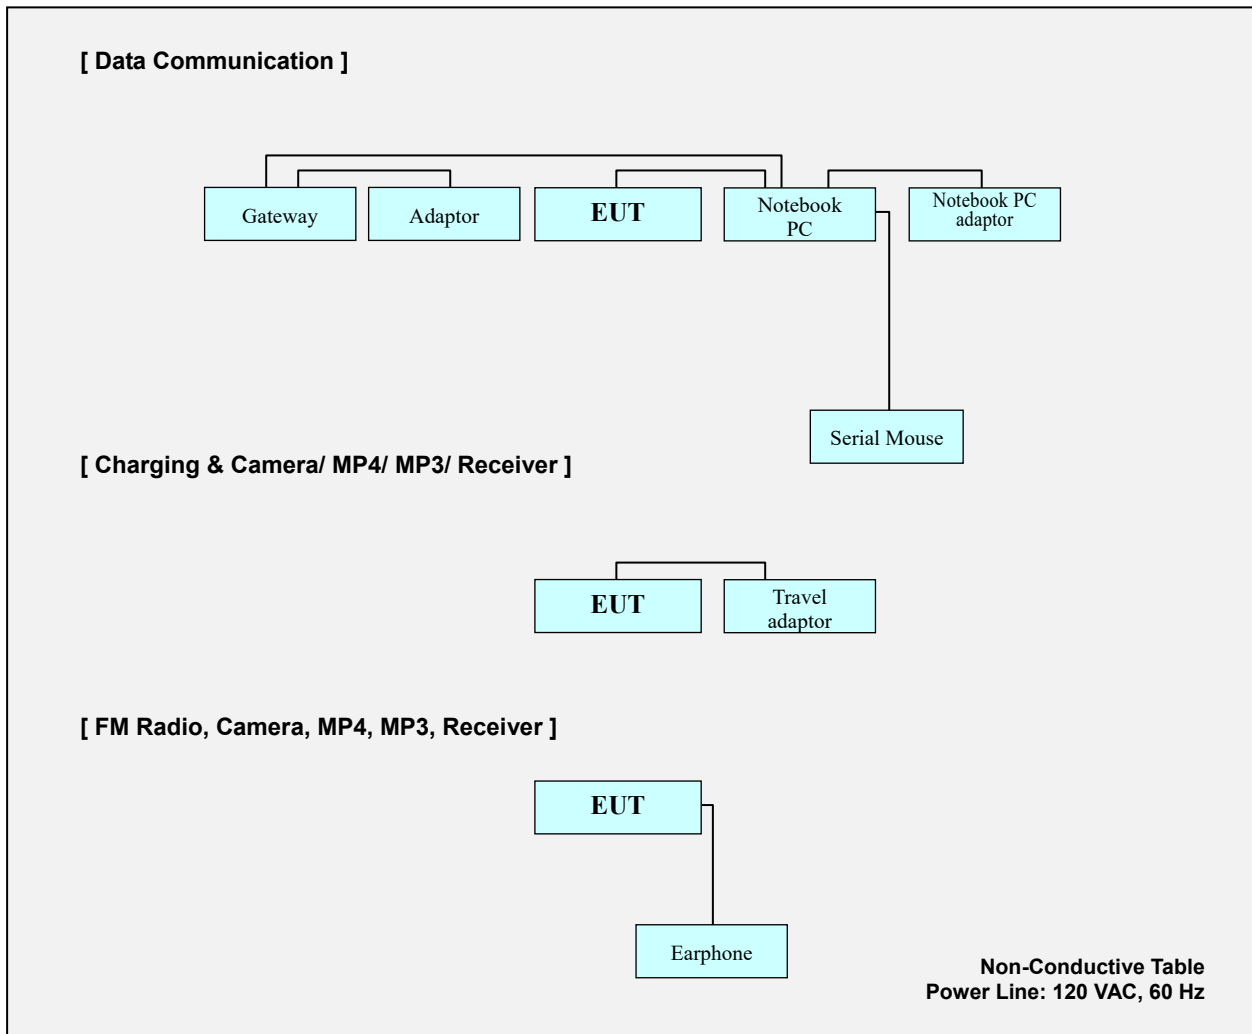 [ Data Communication ]
Gateway
Adaptor
EUT
Notebook
PC
Notebook PC
adaptor
Serial Mouse
[ Charging & Camera/ MP4/ MP3/ Receiver ]
EUT
Travel
adaptor
[ FM Radio, Camera, MP4, MP3, Receiver ]
EUT
Earphone
Non-Conductive Table
Power Line: 120 VAC, 60 Hz